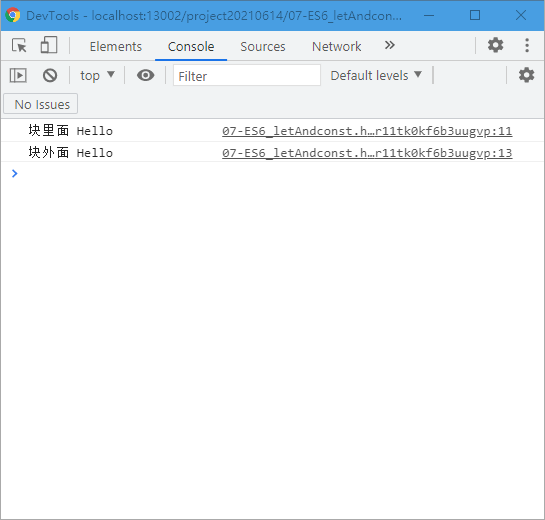 DevTools - localhost:13002/project20210614/07-ES6_letAndcon...
Elements Console Sources Network »
top ▼ Filter Default levels ▼
No Issues
块里面 Hello 07-ES6_letAndconst.h…r11tk0kf6b3uugvp:11
块外面 Hello 07-ES6_letAndconst.h…r11tk0kf6b3uugvp:13
>